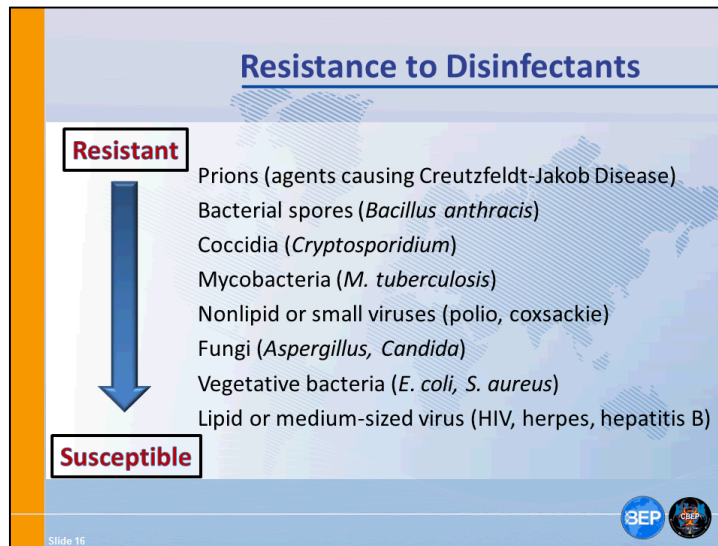 Resistance to Disinfectants
Resistant
Prions (agents causing Creutzfeldt-Jakob Disease)
Bacterial spores (Bacillus anthracis)
Coccidia (Cryptosporidium)
Mycobacteria (M. tuberculosis)
Nonlipid or small viruses (polio, coxsackie)
Fungi (Aspergillus, Candida)
Vegetative bacteria (E. coli, S. aureus)
Lipid or medium-sized virus (HIV, herpes, hepatitis B)
Susceptible
BEP
CBEP
Slide 16